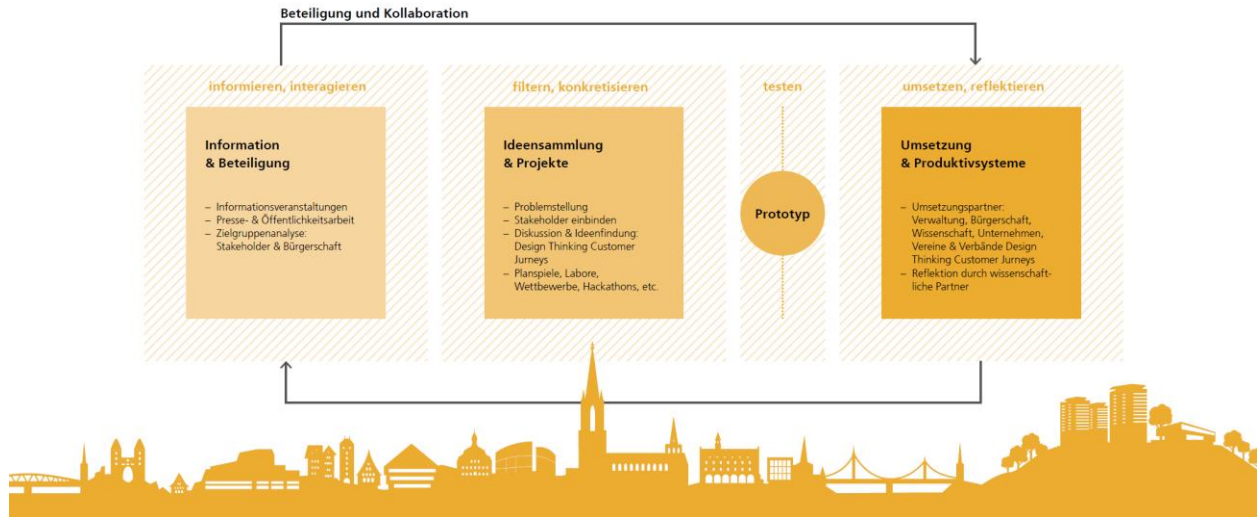 Beteiligung und Kollaboration
informieren, interagieren
Information
& Beteiligung
– Informationsveranstaltungen
– Presse- & Öffentlichkeitsarbeit
– Zielgruppenanalyse:
Stakeholder & Bürgerschaft
filtern, konkretisieren
Ideensammlung
& Projekte
– Problemstellung
– Stakeholder einbinden
– Diskussion & Ideenfindung:
Design Thinking Customer
Jurneys
– Planspiele, Labore,
Wettbewerbe, Hackathons, etc.
testen
Prototyp
umsetzen, reflektieren
Umsetzung
& Produktivsysteme
– Umsetzungspartner:
Verwaltung, Bürgerschaft,
Wissenschaft, Unternehmen,
Vereine & Verbände Design
Thinking Customer Jurneys
– Reflektion durch wissenschaft-
liche Partner